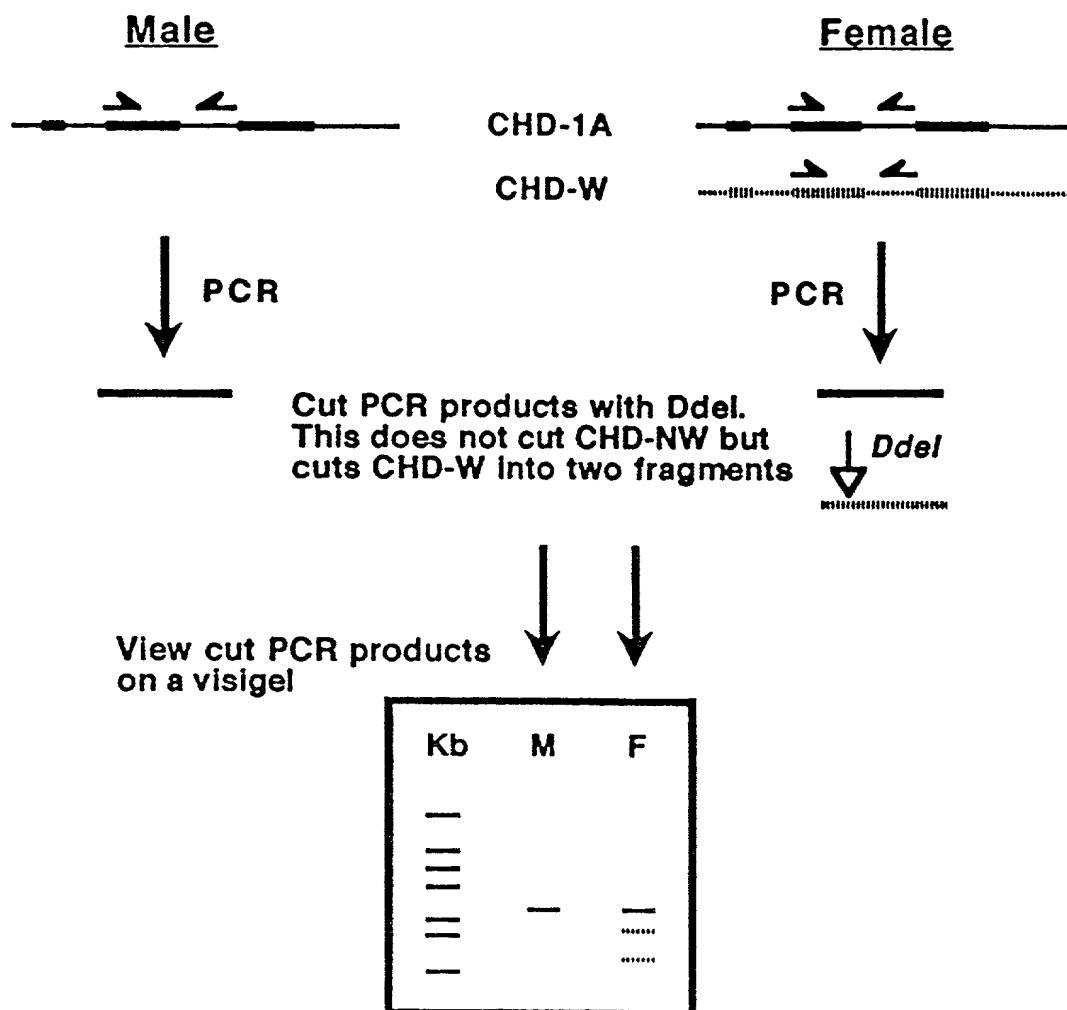 Male
Female
CHD-1A
CHD-W
PCR
PCR
Cut PCR products with DdeI.
This does not cut CHD-NW but
cuts CHD-W into two fragments
DdeI
View cut PCR products
on a visigel
Kb M F